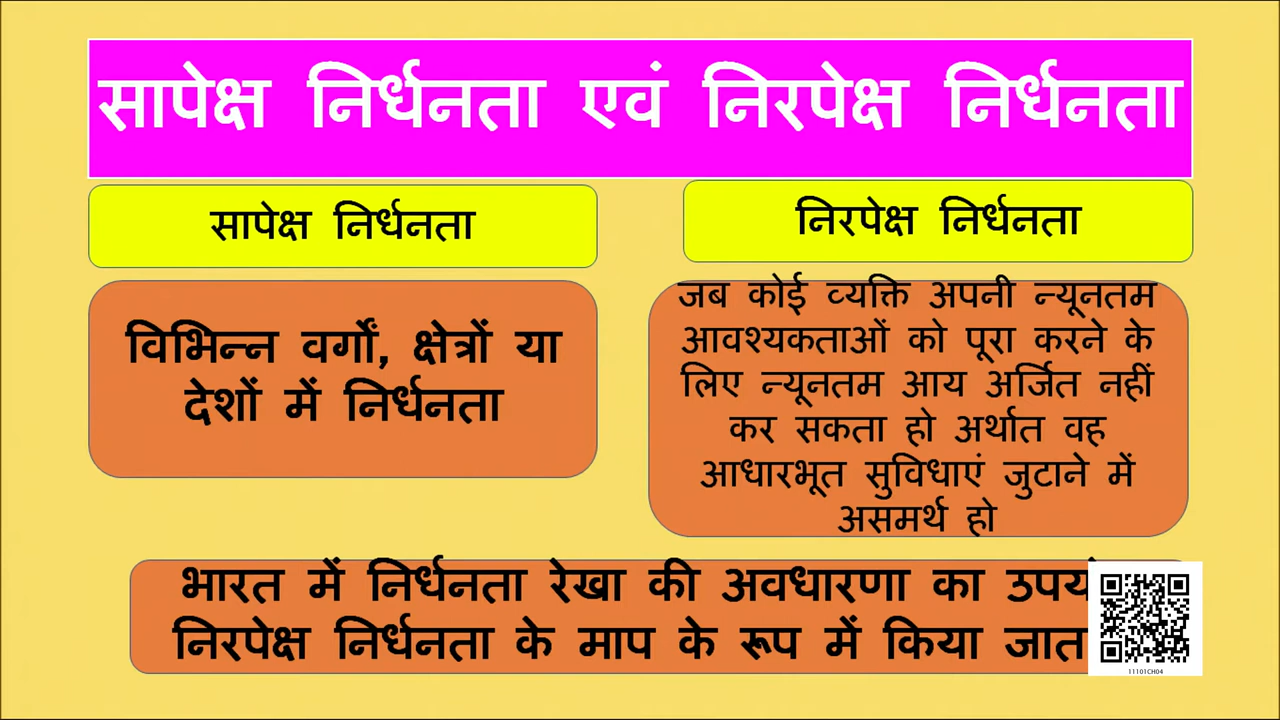 सापेक्ष निर्धनता एवं निरपेक्ष निर्धनता
सापेक्ष निर्धनता
विभिन्न वर्गों, क्षेत्रों या
देशों में निर्धनता
निरपेक्ष निर्धनता
जब कोई व्यक्ति अपनी न्यूनतम
आवश्यकताओं को पूरा करने के
लिए न्यूनतम आय अर्जित नहीं
कर सकता हो अर्थात वह
आधारभूत सुविधाएं जुटाने में
असमर्थ हो
भारत में निर्धनता रेखा की अवधारणा का
निरपेक्ष निर्धनता के माप के रूप में किया
11101CH04